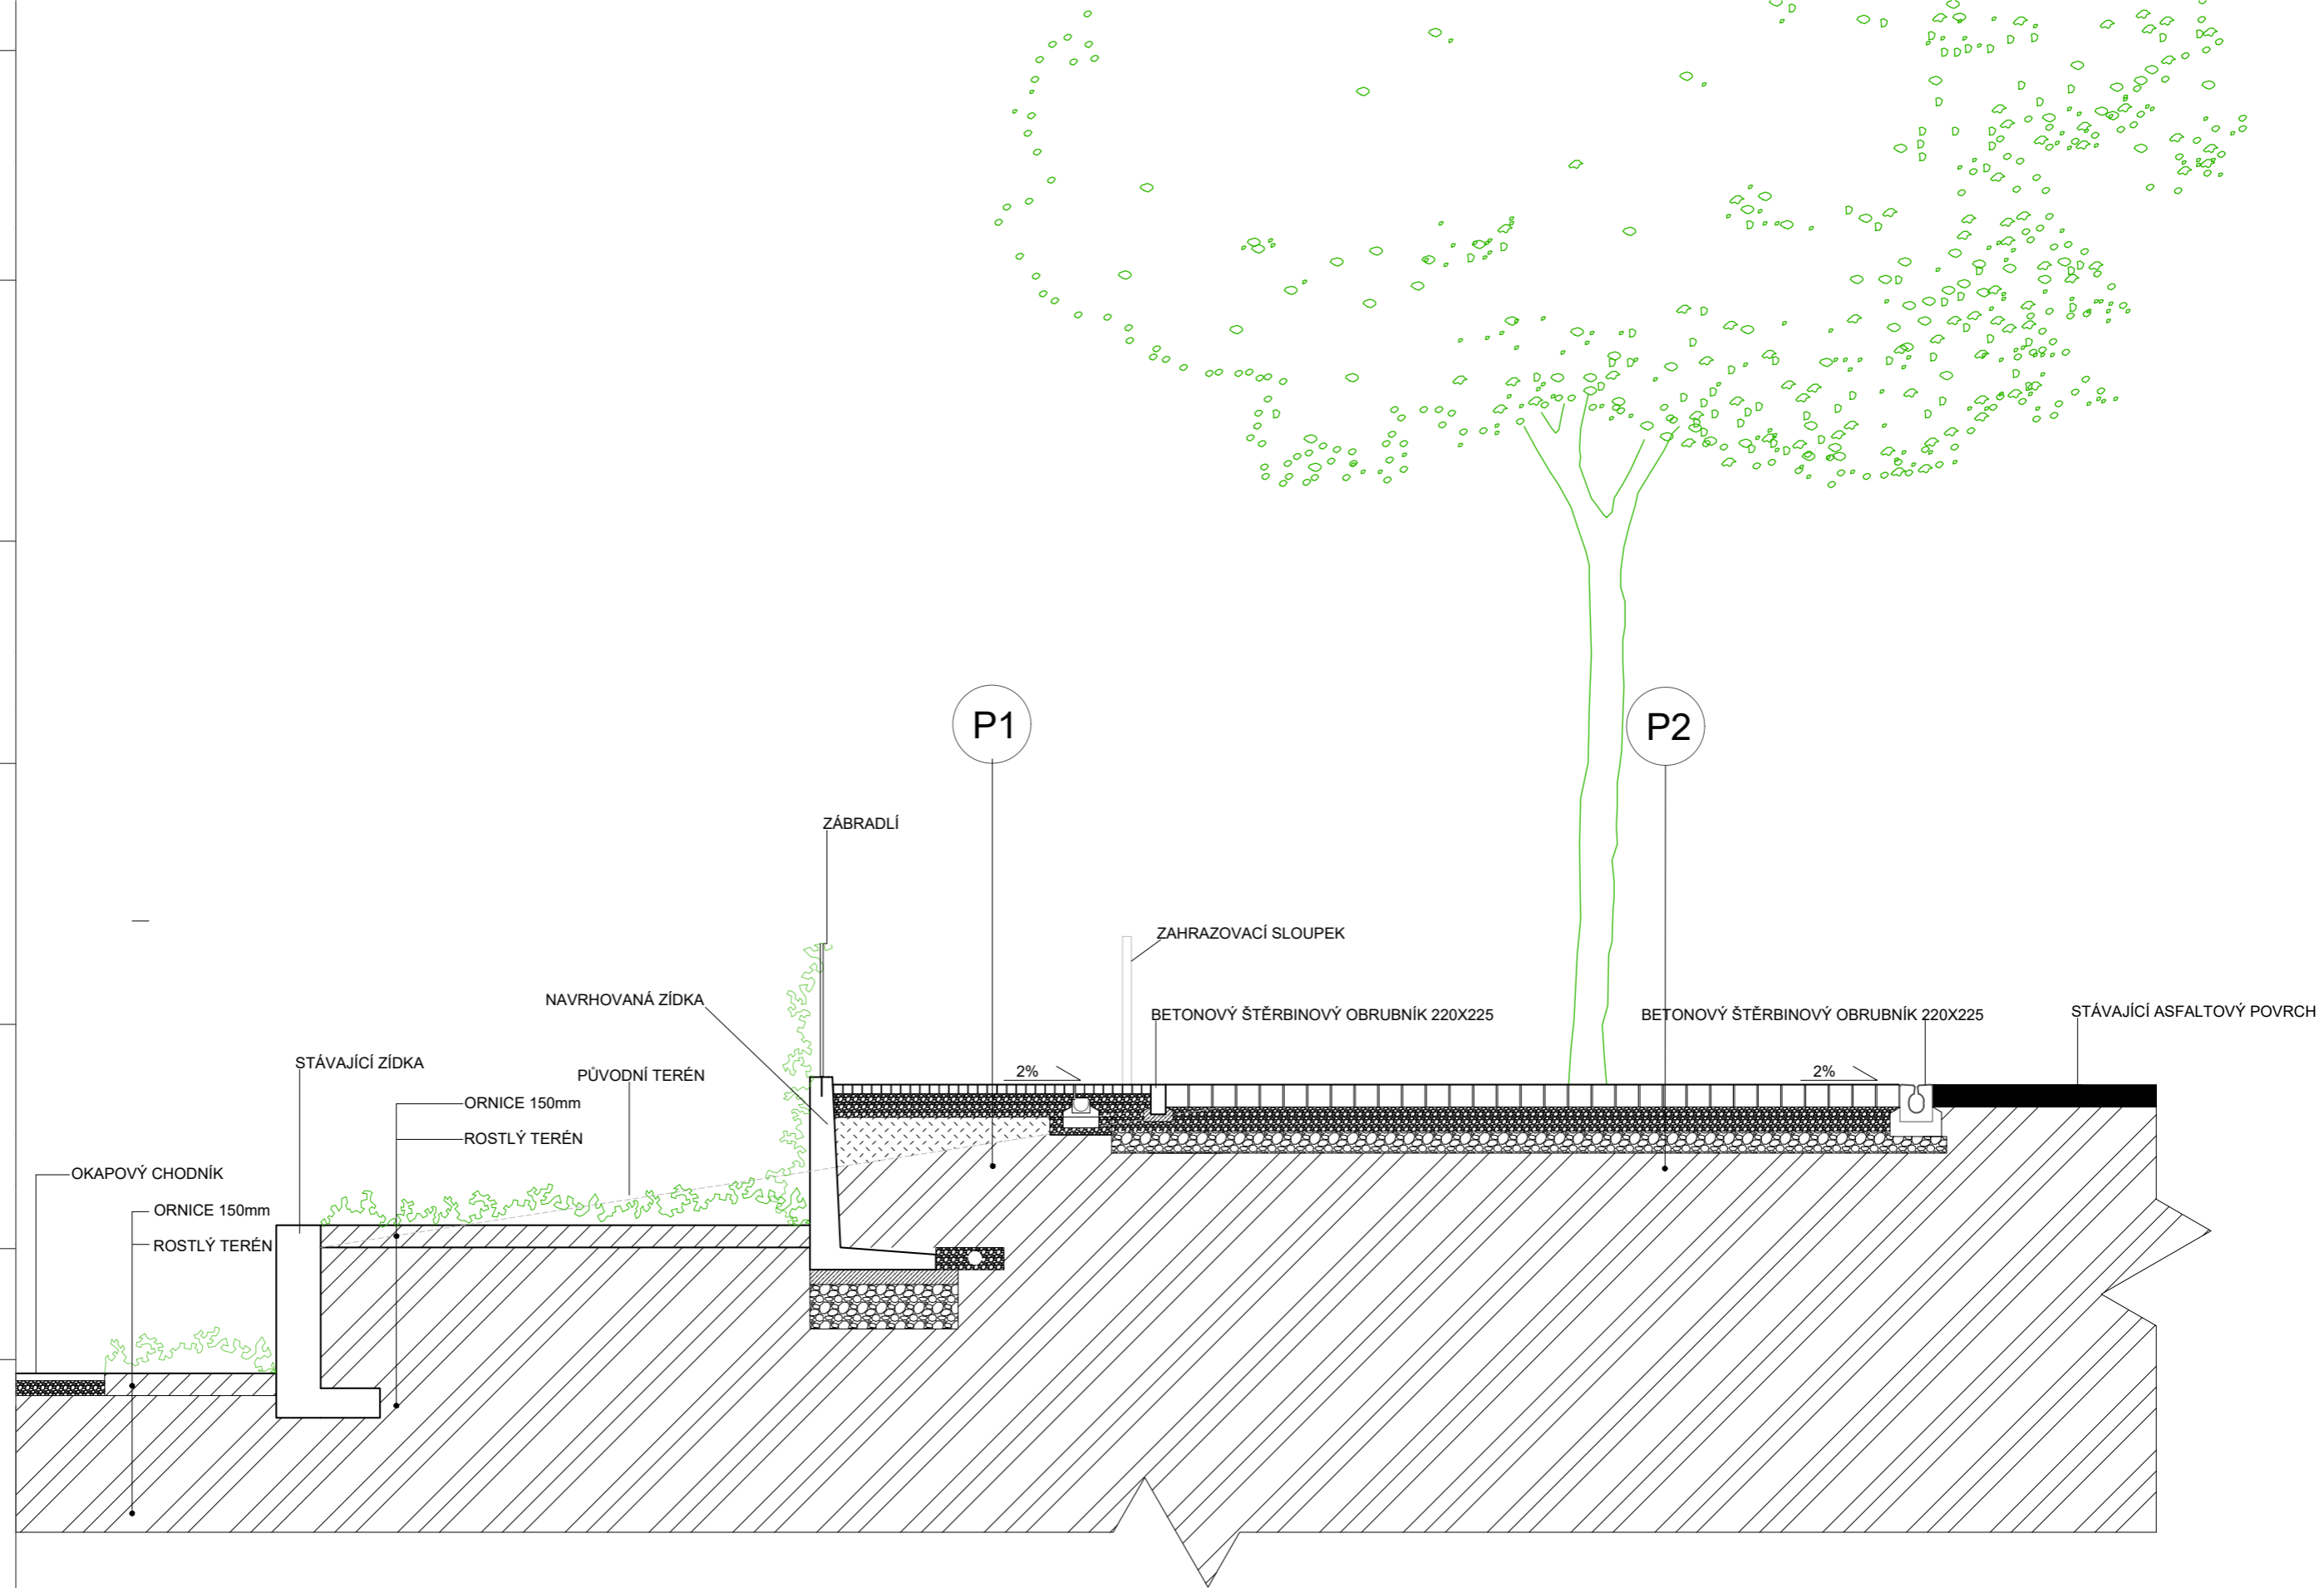 P1
P2
ZÁBRADLÍ
ZAHRAZOVACÍ SLOUPEK
NAVRHOVANÁ ZÍDKA
BETONOVÝ ŠTĚRBINOVÝ OBRUBNÍK 220X225
BETONOVÝ ŠTĚRBINOVÝ OBRUBNÍK 220X225
STÁVAJÍCÍ ASFALTOVÝ POVRCH
STÁVAJÍCÍ ZÍDKA
PŮVODNÍ TERÉN
2%
2%
ORNICE 150mm
ROSTLÝ TERÉN
OKAPOVÝ CHODNÍK
ORNICE 150mm
ROSTLÝ TERÉN